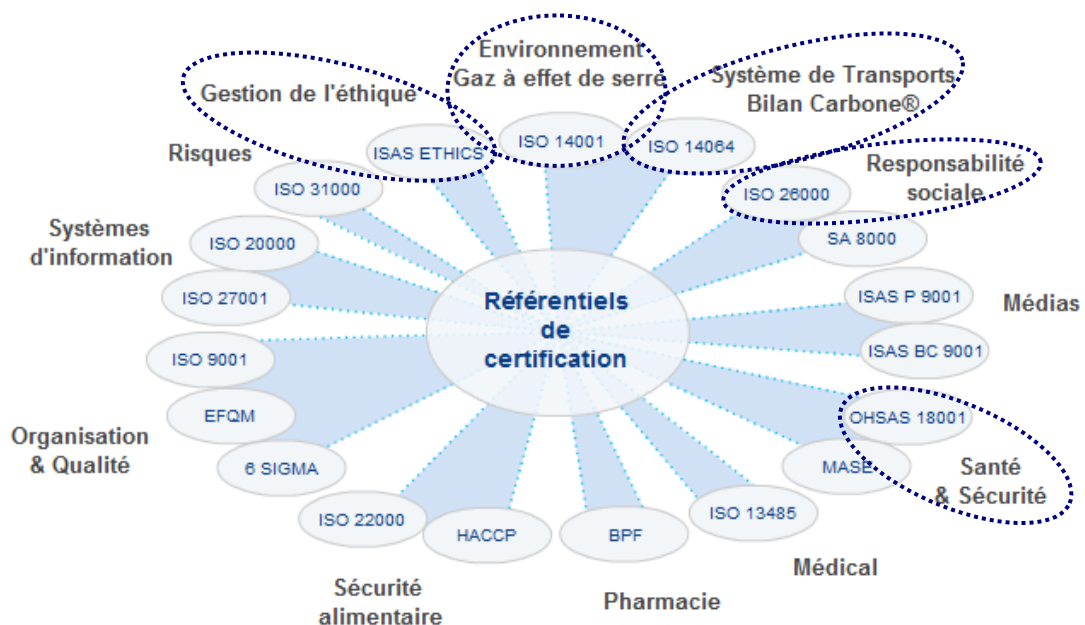 Environnement
Gaz à effet de serre
Système de Transports
Bilan Carbone®
Gestion de l'éthique
Risques
Responsabilité
sociale
ISAS ETHICS
ISO 14001
ISO 14064
ISO 31000
ISO 26000
Systèmes
d'information
ISO 20000
SA 8000
ISO 27001
ISAS P 9001
Médias
Référentiels
de
certification
ISO 9001
ISAS BC 9001
EFQM
OHSAS 18001
Organisation
& Qualité
6 SIGMA
MASE
Santé
& Sécurité
ISO 22000
HACCP
BPF
ISO 13485
Médical
Sécurité
alimentaire
Pharmacie